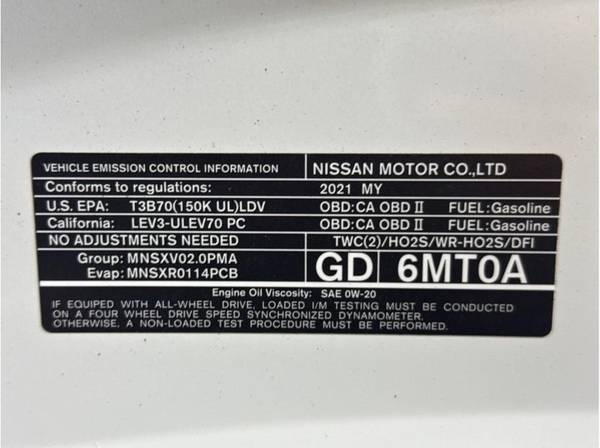 VEHICLE EMISSION CONTROL INFORMATION NISSAN MOTOR CO.,LTD
Conforms to regulations: 2021 MY
U.S. EPA: T3B70(150K UL)LDV OBD:CA OBD II FUEL:Gasoline
California: LEV3-ULEV70 PC OBD:CA OBD II FUEL:Gasoline
NO ADJUSTMENTS NEEDED TWC(2)/HO2S/WR-HO2S/DFI
Group: MNSXV02.0PMA GD 6MT0A
Evap: MNSXR0114PCB
Engine Oil Viscosity: SAE 0W-20
IF EQUIPED WITH ALL-WHEEL DRIVE, LOADED I/M TESTING MUST BE CONDUCTED
ON A FOUR WHEEL DRIVE SPEED SYNCHRONIZED DYNAMOMETER.
OTHERWISE, A NON-LOADED TEST PROCEDURE MUST BE PERFORMED.